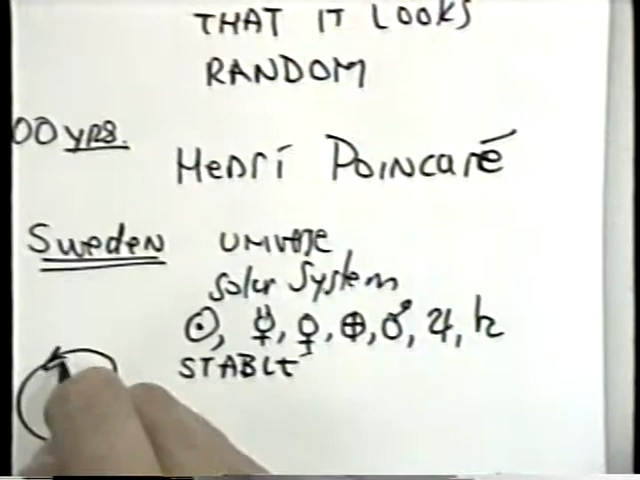 THAT IT LOOKS
RANDOM
00 yrs.
Henri Poincaré
Sweden
Solar System
☉, ☿, ♀, ⊕, ♂, ♃, ♄
STABLE